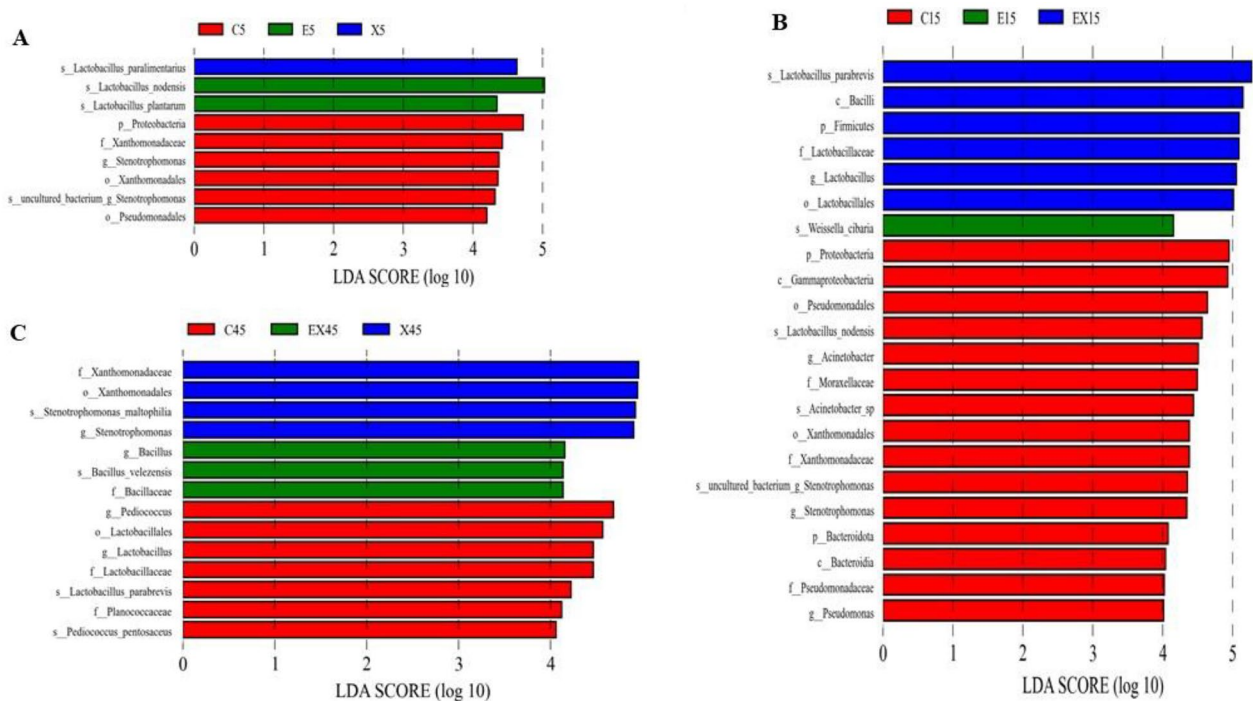 A
C5 E5 X5
s__Lactobacillus_paralimentarius
s__Lactobacillus_nodensis
s__Lactobacillus_plantarum
p__Proteobacteria
f__Xanthomonadaceae
g__Stenotrophomonas
o__Xanthomonadales
s__uncultured_bacterium_g_Stenotrophomonas
o__Pseudomonadales
0 1 2 3 4 5
LDA SCORE (log 10)
B
C15 E15 EX15
s__Lactobacillus_parabrevis
c__Bacilli
p__Firmicutes
f__Lactobacillaceae
g__Lactobacillus
o__Lactobacillales
s__Weissella_cibaria
p__Proteobacteria
c__Gammaproteobacteria
o__Pseudomonadales
s__Lactobacillus_nodensis
g__Acinetobacter
f__Moraxellaceae
s__Acinetobacter_sp
o__Xanthomonadales
f__Xanthomonadaceae
s__uncultured_bacterium_g_Stenotrophomonas
g__Stenotrophomonas
p__Bacteroidota
c__Bacteroidia
f__Pseudomonadaceae
g__Pseudomonas
0 1 2 3 4 5
LDA SCORE (log 10)
C
C45 EX45 X45
f__Xanthomonadaceae
o__Xanthomonadales
s__Stenotrophomonas_maltophilia
g__Stenotrophomonas
g__Bacillus
s__Bacillus_velezensis
f__Bacillaceae
g__Pediococcus
o__Lactobacillales
g__Lactobacillus
f__Lactobacillaceae
s__Lactobacillus_parabrevis
f__Planococcaceae
s__Pediococcus_pentosaceus
0 1 2 3 4
LDA SCORE (log 10)